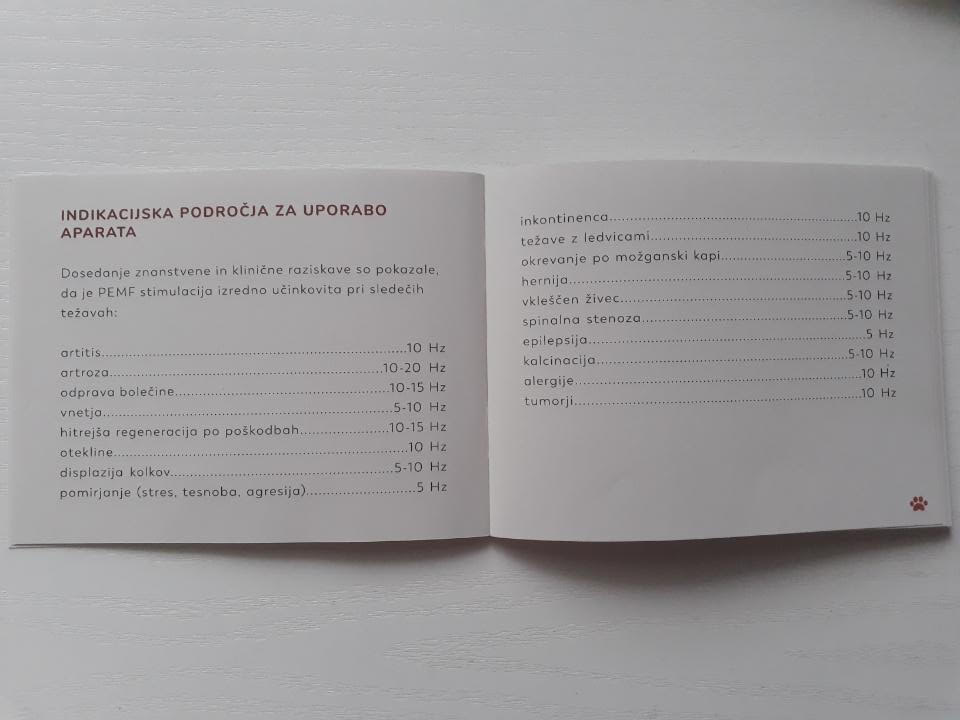 INDIKACIJSKA PODROČJA ZA UPORABO
APARATA
Dosedanje znanstvene in klinične raziskave so pokazale,
da je PEMF stimulacija izredno učinkovita pri sledečih
težavah:
artitis..........10 Hz
artroza..........10-20 Hz
odprava bolečine..........10-15 Hz
vnetja..........5-10 Hz
hitrejša regeneracija po poškodbah..........10-15 Hz
otekline..........10 Hz
displazija kolkov..........5-10 Hz
pomirjanje (stres, tesnoba, agresija)..........5 Hz
inkontinenca..........10 Hz
težave z ledvicami..........10 Hz
okrevanje po možganski kapi..........5-10 Hz
hernija..........5-10 Hz
vkleščen živec..........5-10 Hz
spinalna stenoza..........5-10 Hz
epilepsija..........5 Hz
kalcinacija..........5-10 Hz
alergije..........10 Hz
tumorji..........10 Hz